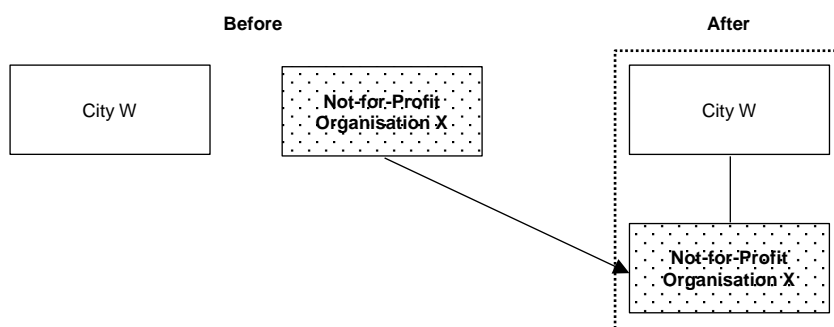 Before
After
City W
Not-for-Profit
Organisation X
City W
Not-for-Profit
Organisation X